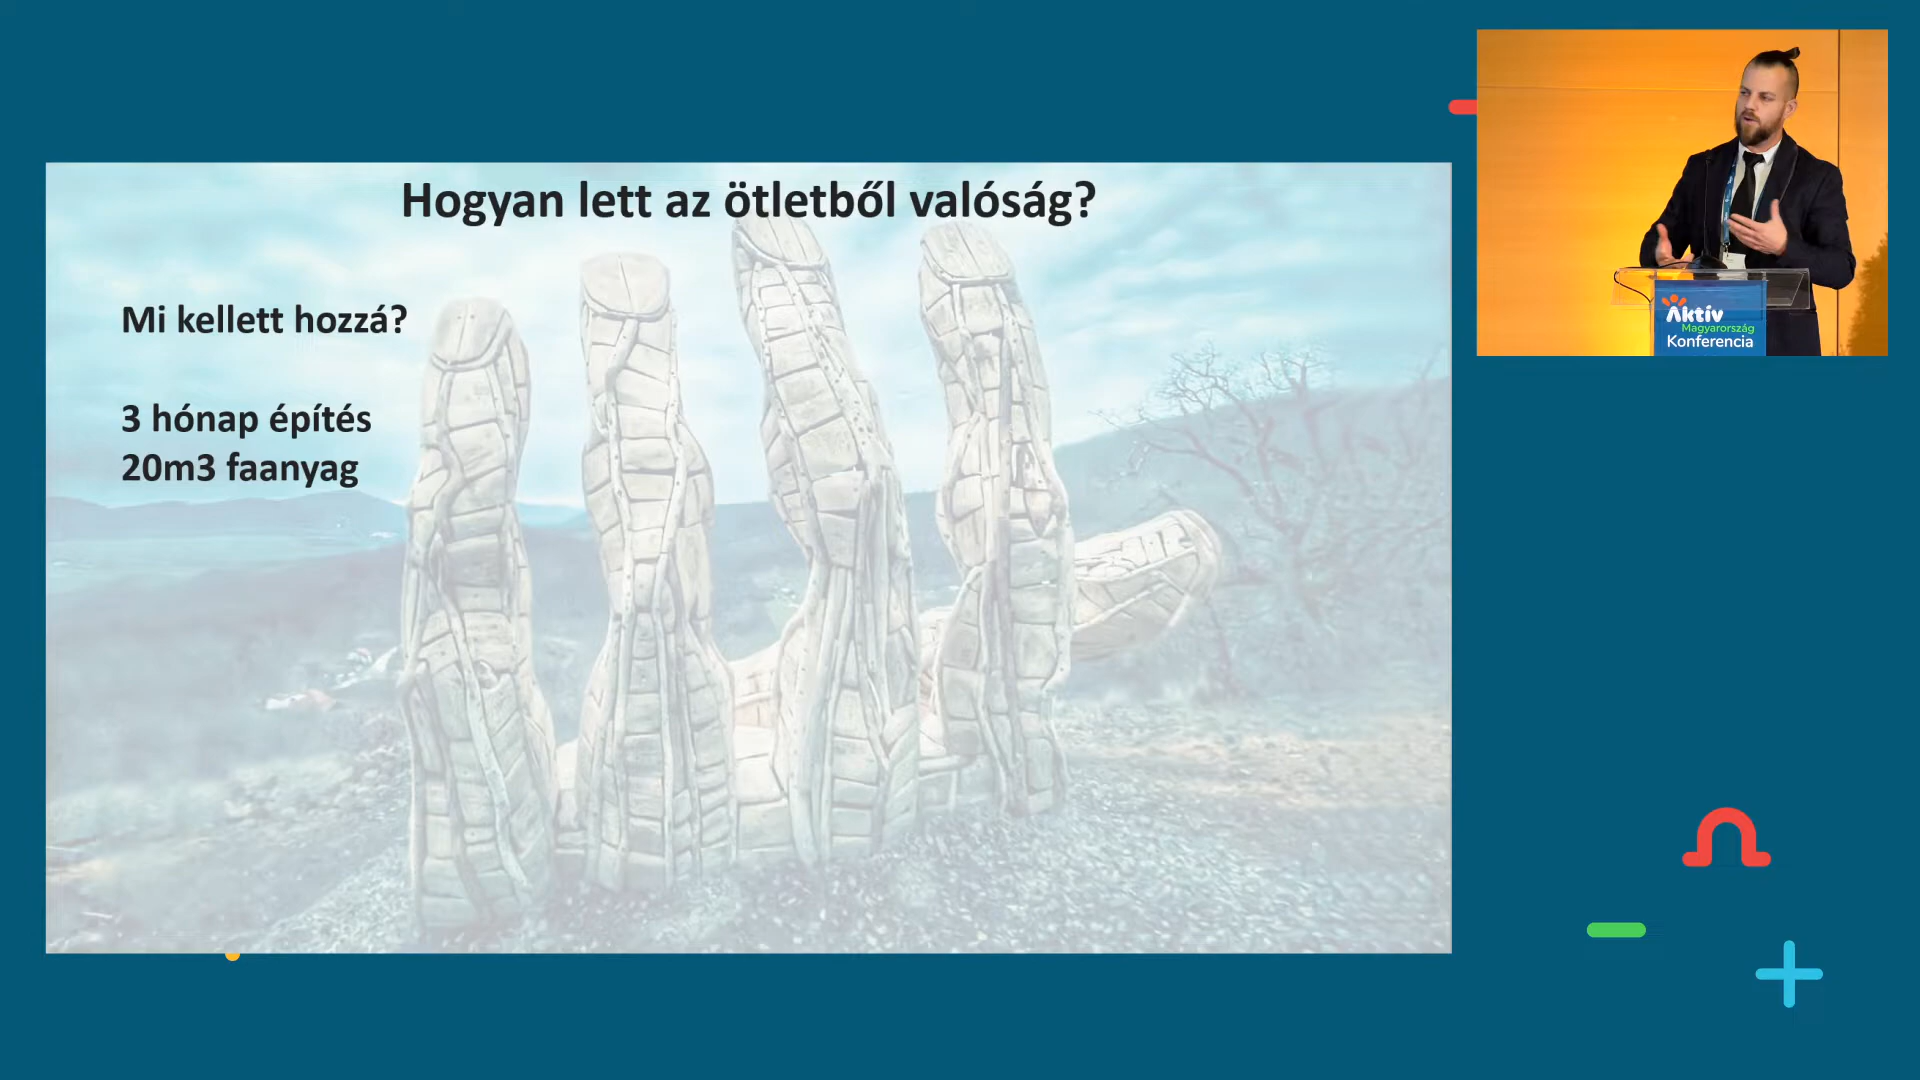 Hogyan lett az ötletből valóság?
Mi kellett hozzá?
3 hónap építés
20m3 faanyag
Aktív
Magyarország
Konferencia